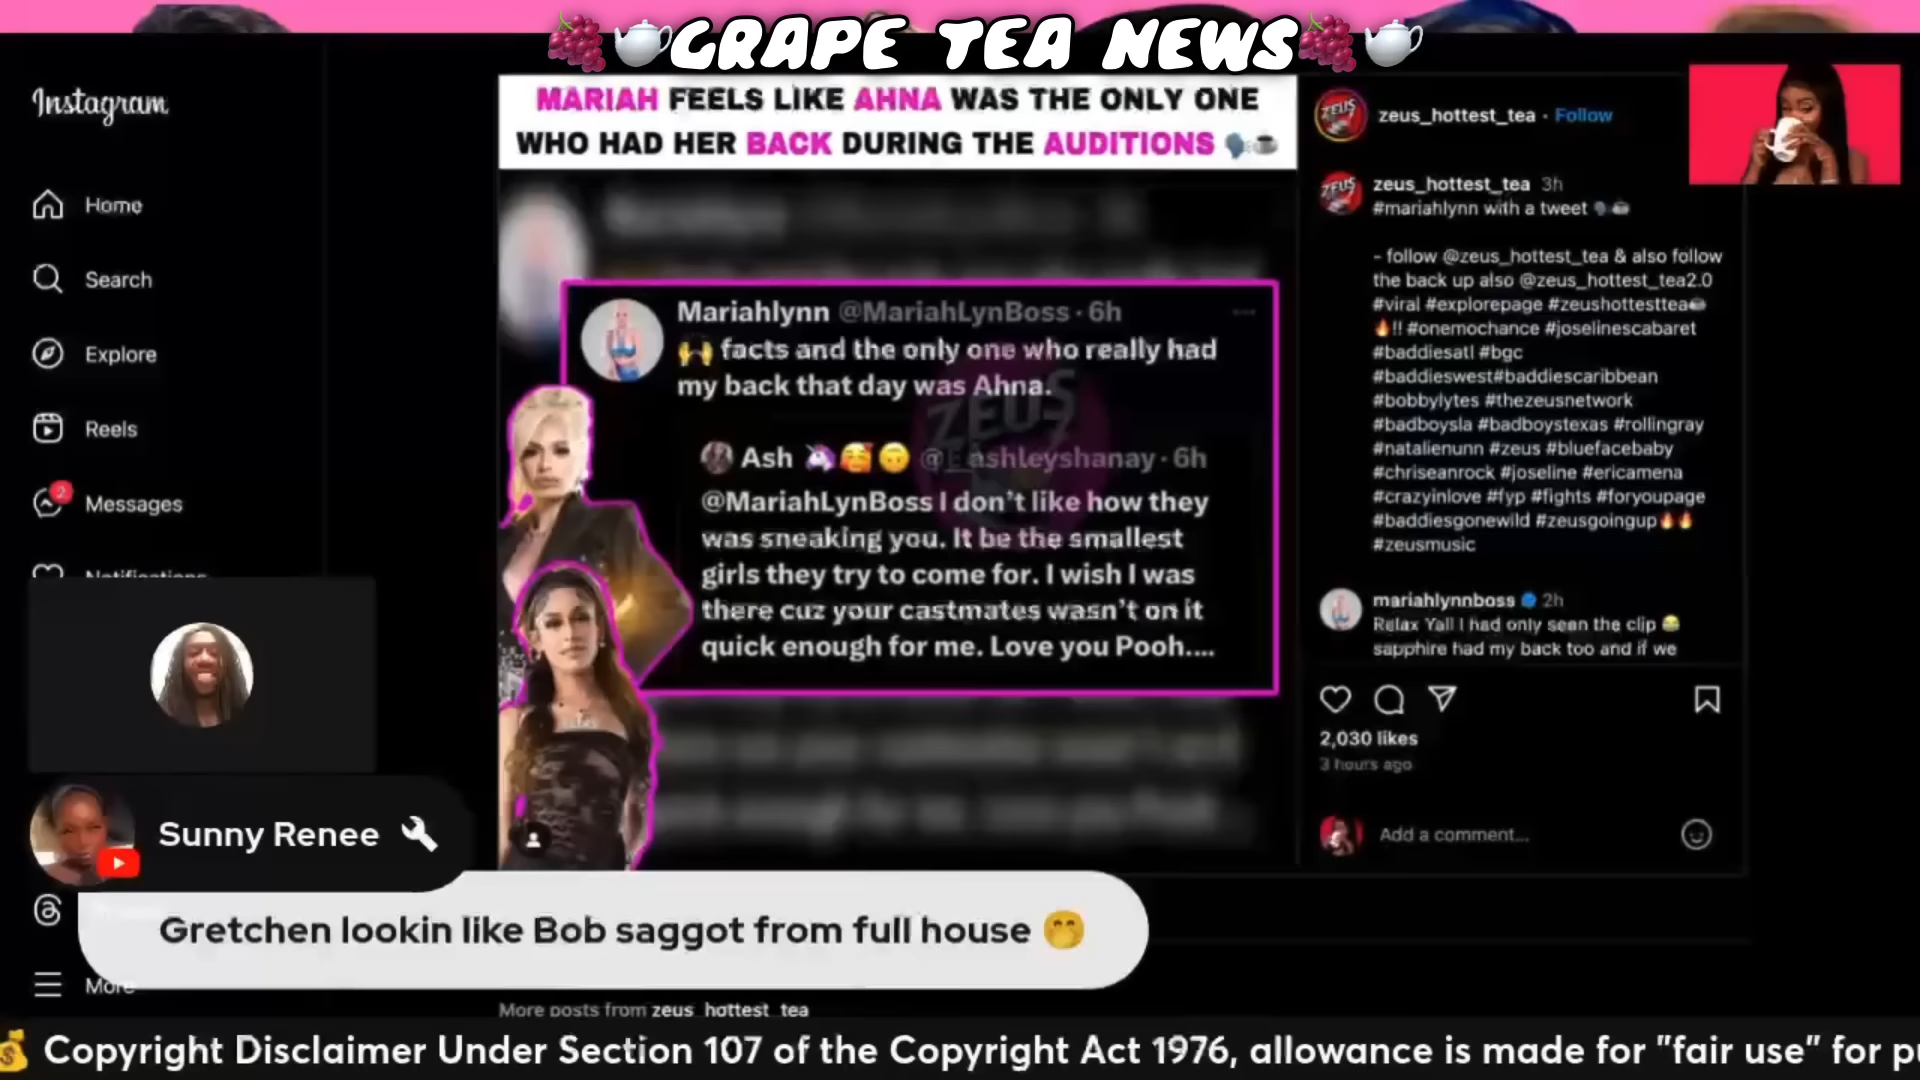 GRAPE TEA NEWS
Instagram
Home
Search
Explore
Reels
2
Messages
Notifications
More
MARIAH FEELS LIKE AHNA WAS THE ONLY ONE
WHO HAD HER BACK DURING THE AUDITIONS 🗣️☕
Mariahlynn @MariahLynBoss · 6h
🙌 facts and the only one who really had
my back that day was Ahna.
ZEUS
Ash 🦄🥰🙃 @_ashleyshanay · 6h
@MariahLynBoss I don't like how they
was sneaking you. It be the smallest
girls they try to come for. I wish I was
there cuz your castmates wasn't on it
quick enough for me. Love you Pooh....
zeus_hottest_tea · Follow
zeus_hottest_tea 3h
#mariahlynn with a tweet 🗣️☕
- follow @zeus_hottest_tea & also follow
the back up also @zeus_hottest_tea2.0
#viral #explorepage #zeushottesttea☕
🔥!! #onemochance #joselinescabaret
#baddiesatl #bgc
#baddieswest#baddiescaribbean
#bobbylytes #thezeusnetwork
#badboysla #badboystexas #rollingray
#natalienunn #zeus #bluefacebaby
#chriseanrock #joseline #ericamena
#crazyinlove #fyp #fights #foryoupage
#baddiesgonewild #zeusgoingup🔥🔥
#zeusmusic
mariahlynnboss 2h
Relax Yall I had only seen the clip 😂
sapphire had my back too and if we
2,030 likes
3 hours ago
Add a comment...
Sunny Renee
Gretchen lookin like Bob saggot from full house 🤭
More posts from zeus_hottest_tea
💰 Copyright Disclaimer Under Section 107 of the Copyright Act 1976, allowance is made for "fair use" for pu